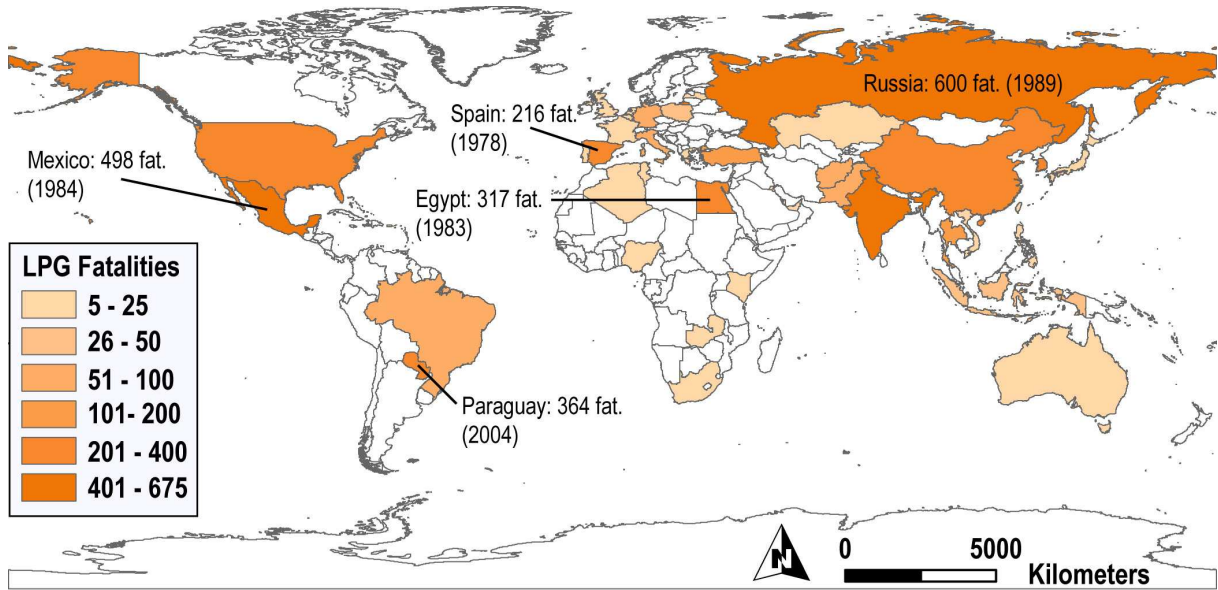 Russia: 600 fat. (1989)
Spain: 216 fat.
(1978)
Mexico: 498 fat.
(1984)
Egypt: 317 fat.
(1983)
LPG Fatalities
5 - 25
26 - 50
51 - 100
101- 200
201 - 400
401 - 675
Paraguay: 364 fat.
(2004)
N
0 5000
Kilometers